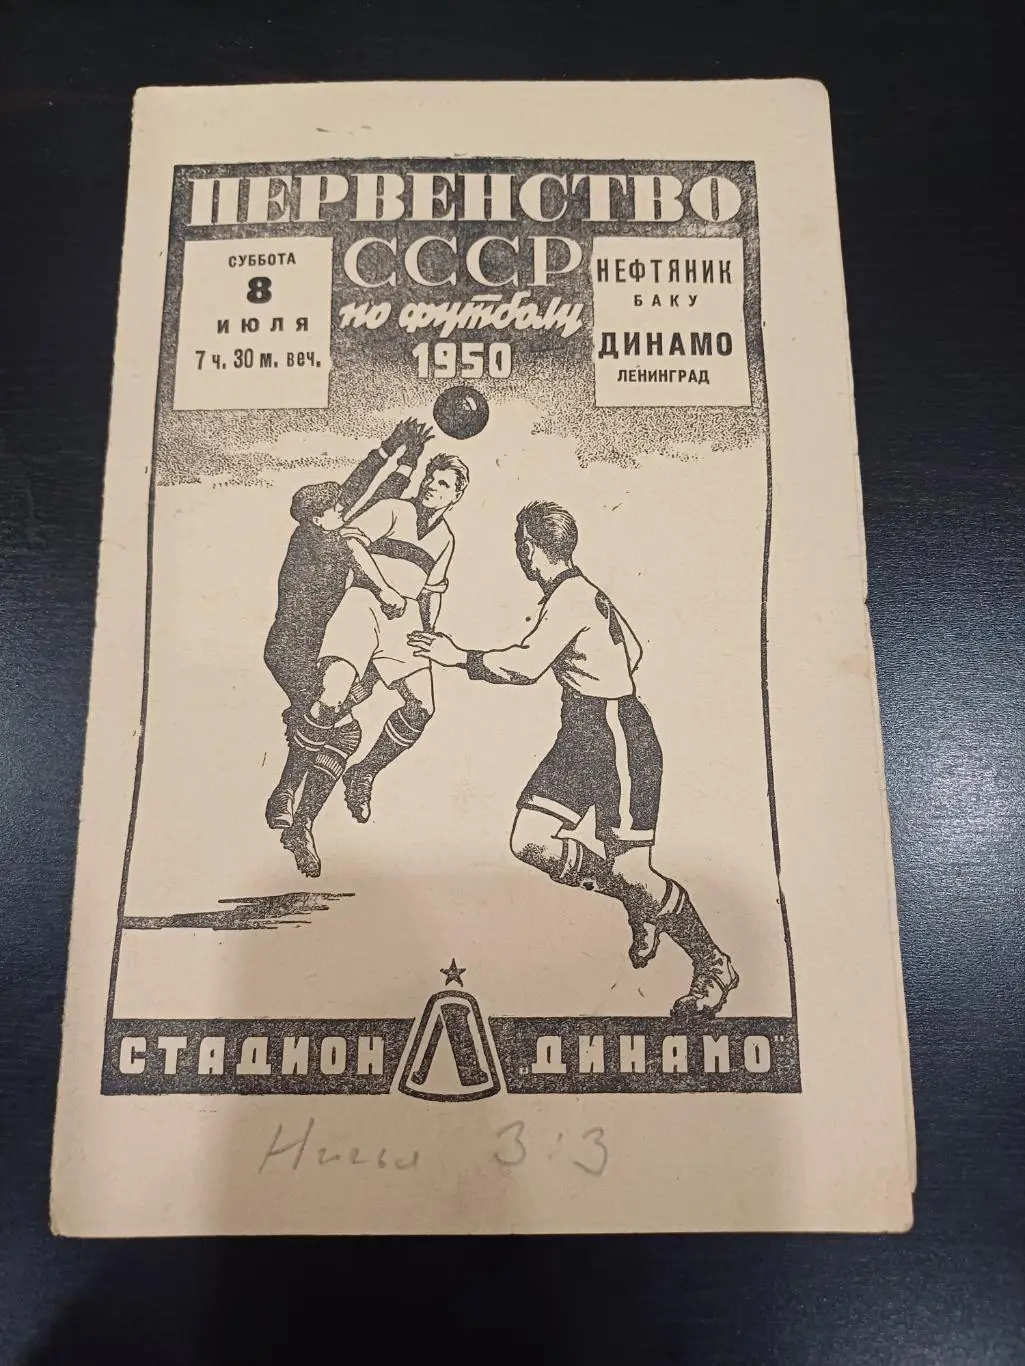 ПЕРВЕНСТВО
СССР
по футболу
1950
СУББОТА
8
ИЮЛЯ
7 ч. 30 м. веч.
НЕФТЯНИК
БАКУ
ДИНАМО
ЛЕНИНГРАД
СТАДИОН Л „ДИНАМО"
Ничья 3:3